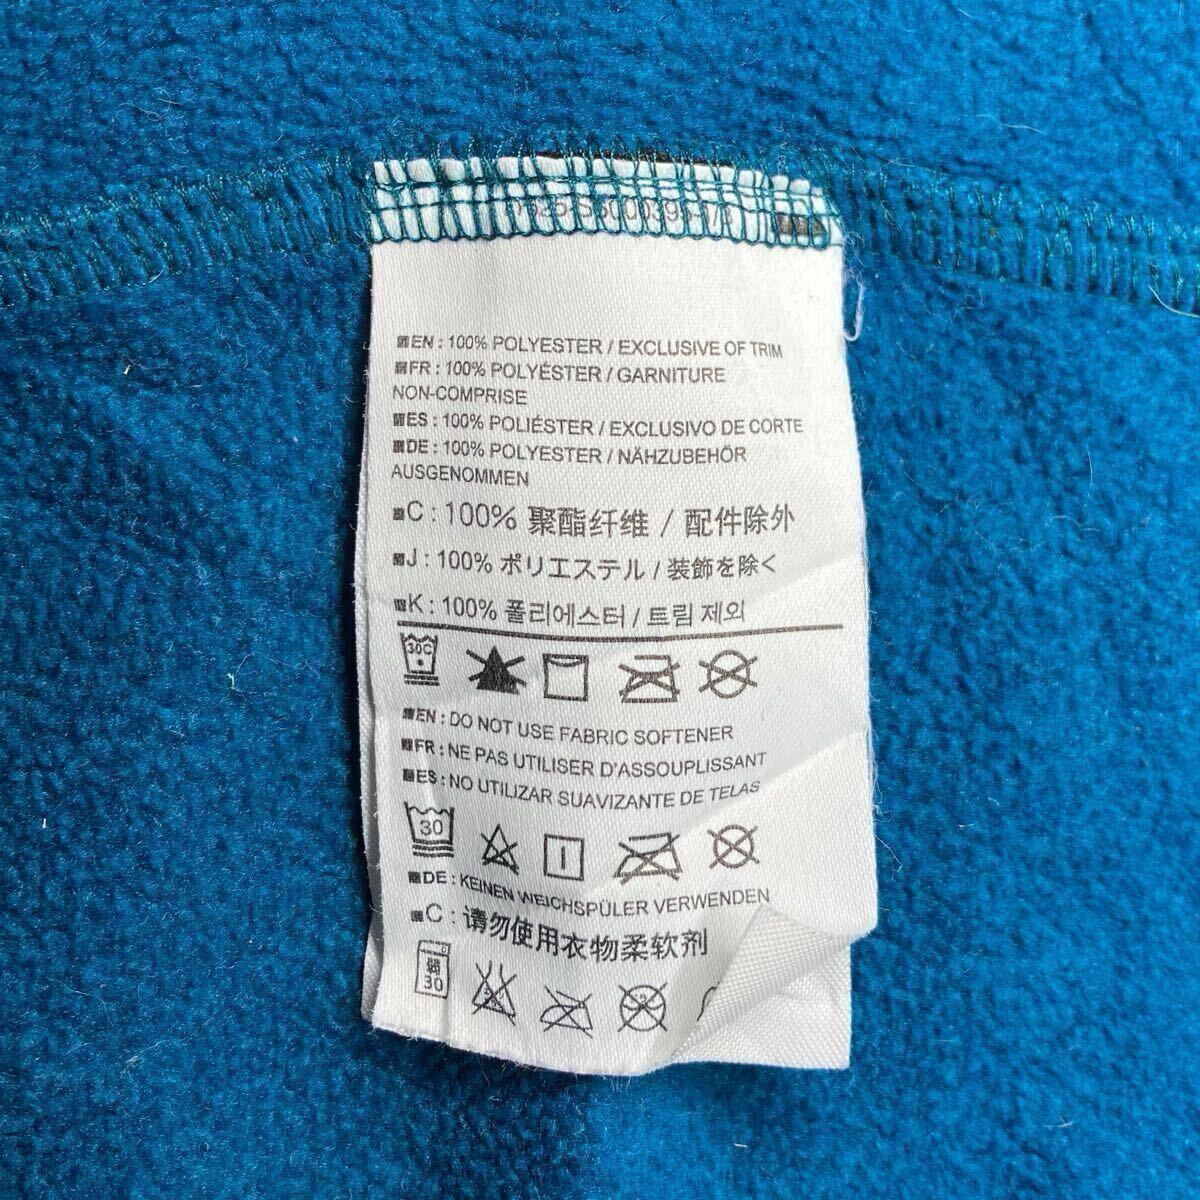 EN : 100% POLYESTER / EXCLUSIVE OF TRIM
FR : 100% POLYÉSTER / GARNITURE
NON-COMPRISE
ES : 100% POLIÉSTER / EXCLUSIVO DE CORTE
DE : 100% POLYESTER / NÄHZUBEHÖR
AUSGENOMMEN
C : 100% 聚酯纤维 / 配件除外
J : 100% ポリエステル / 装飾を除く
K : 100% 폴리에스터 / 트림 제외
30C
EN : DO NOT USE FABRIC SOFTENER
FR : NE PAS UTILISER D'ASSOUPLISSANT
ES : NO UTILIZAR SUAVIZANTE DE TELAS
30
DE : KEINEN WEICHSPÜLER VERWENDEN
C : 请勿使用衣物柔软剂
弱
30